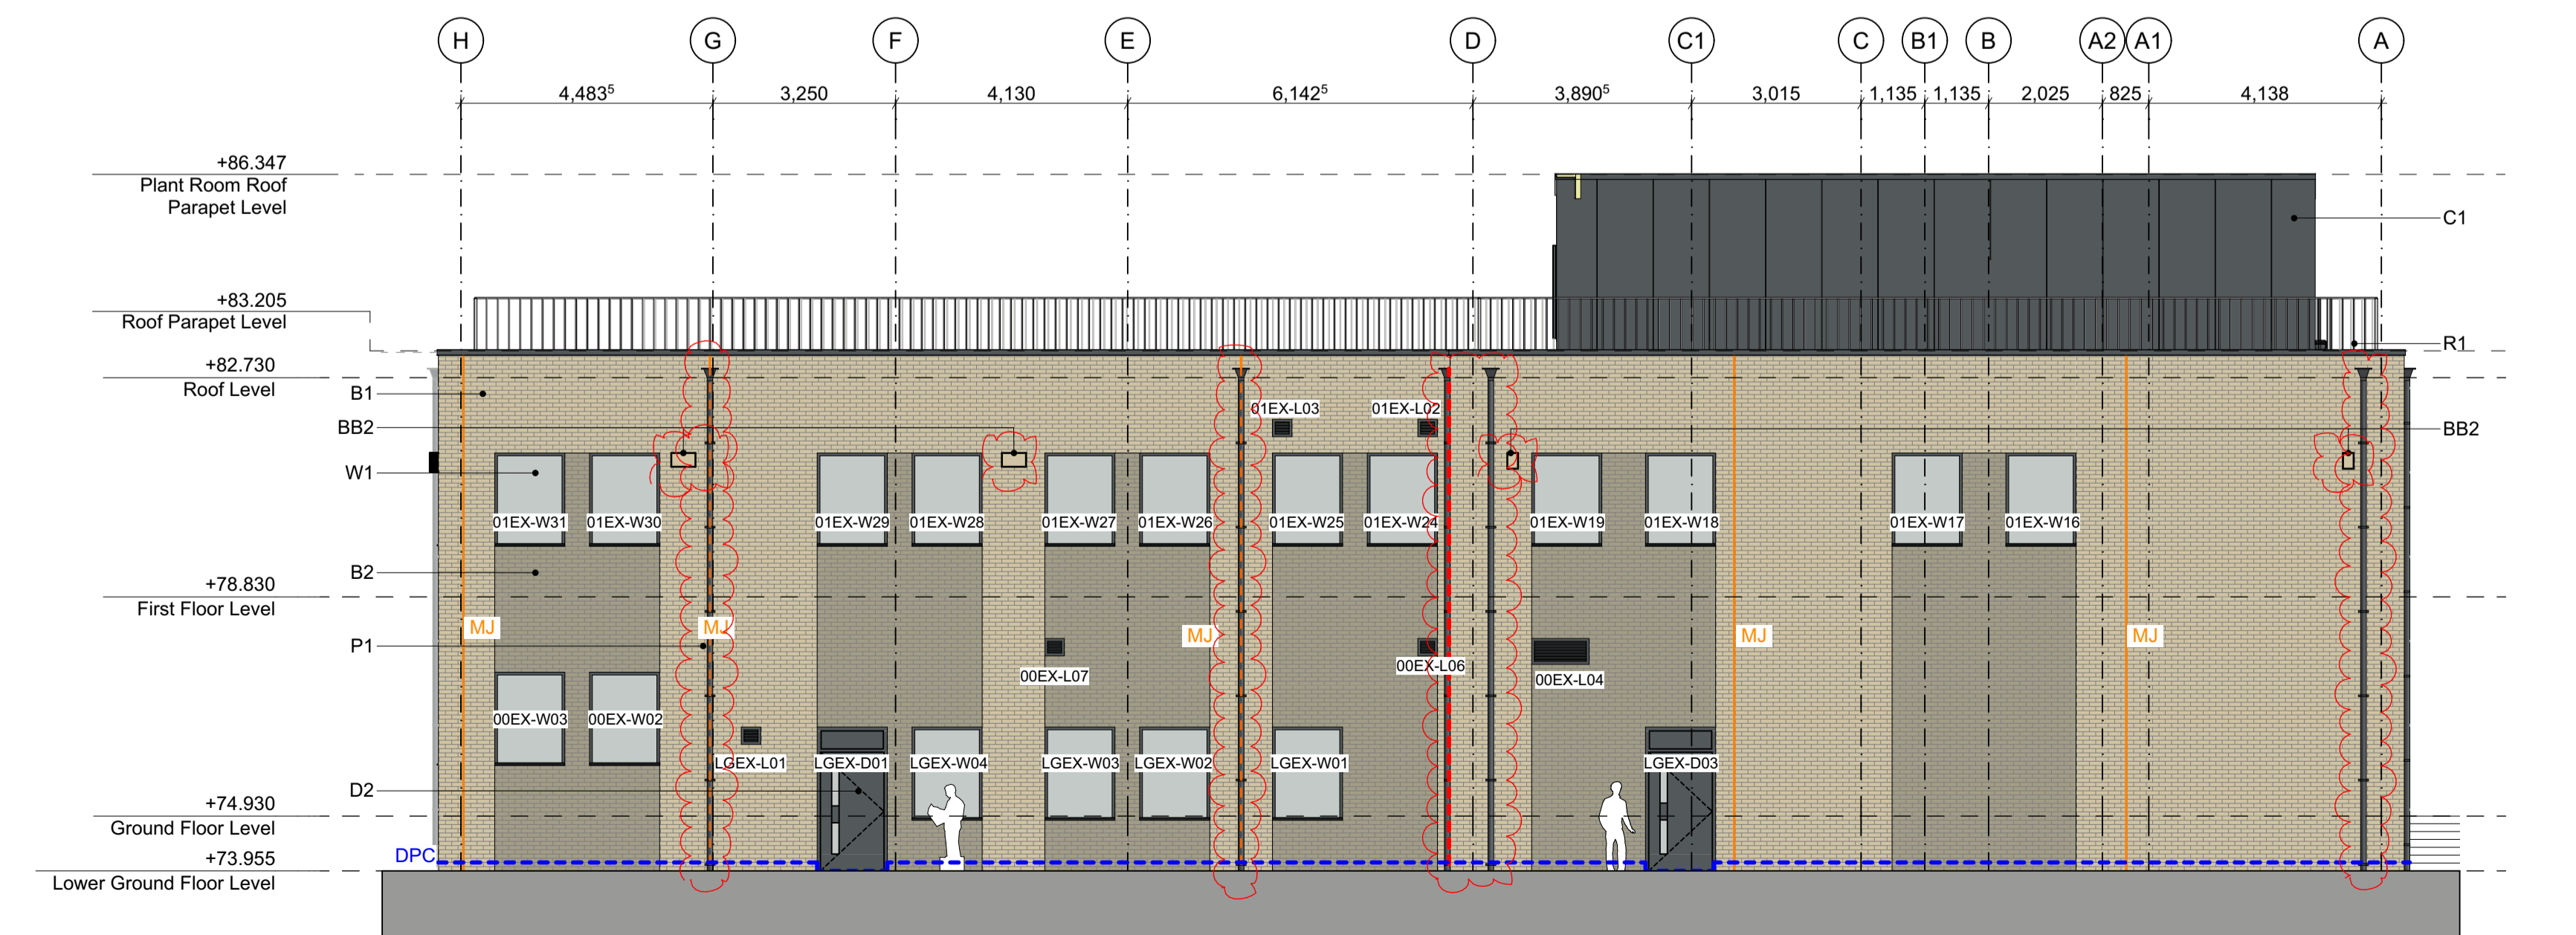 H G F E D C1 C B1 B A2 A1 A
4,483⁵ 3,250 4,130 6,142⁵ 3,890⁵ 3,015 1,135 1,135 2,025 825 4,138
+86.347
Plant Room Roof
Parapet Level
C1
+83.205
Roof Parapet Level
R1
+82.730
Roof Level
B1
01EX-L03 01EX-L02
BB2 BB2
W1
01EX-W31 01EX-W30 01EX-W29 01EX-W28 01EX-W27 01EX-W26 01EX-W25 01EX-W24 01EX-W19 01EX-W18 01EX-W17 01EX-W16
B2
+78.830
First Floor Level
MJ MJ MJ MJ MJ
P1
00EX-L07 00EX-L06 00EX-L04
00EX-W03 00EX-W02
LGEX-L01 LGEX-D01 LGEX-W04 LGEX-W03 LGEX-W02 LGEX-W01 LGEX-D03
D2
+74.930
Ground Floor Level
DPC
+73.955
Lower Ground Floor Level